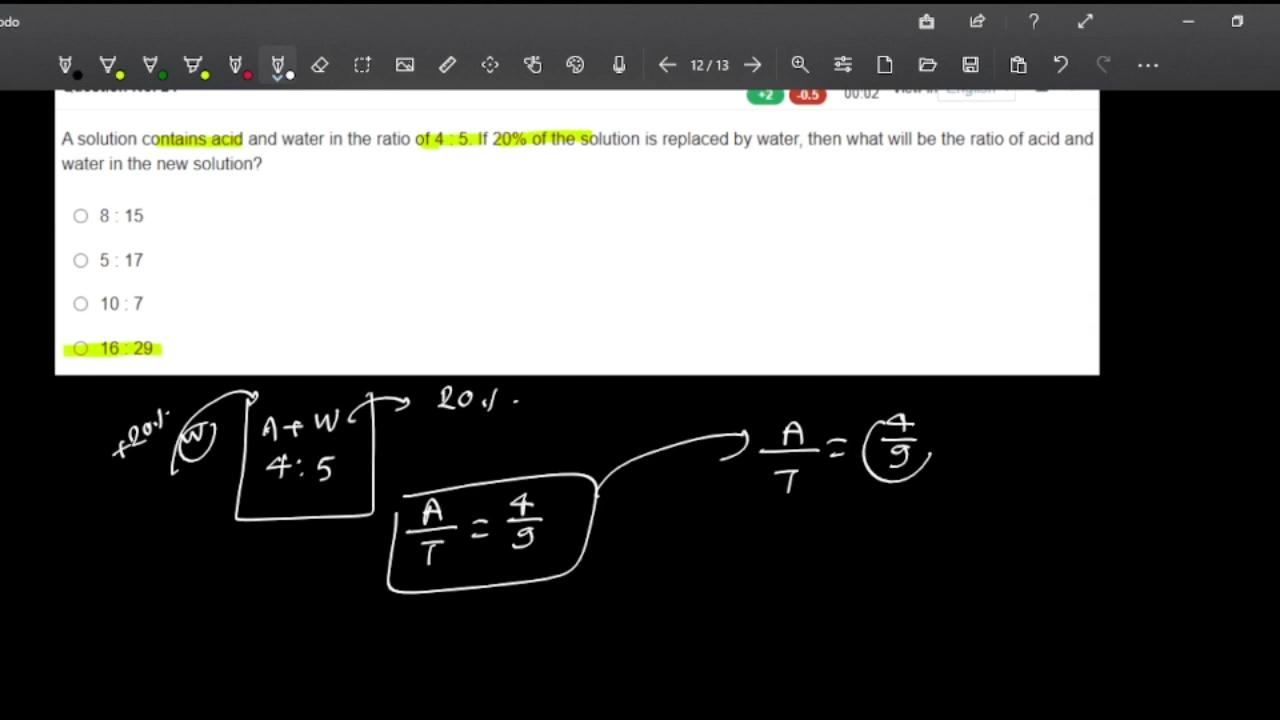 odo
12 / 13
+2 -0.5 00:02
A solution contains acid and water in the ratio of 4 : 5. If 20% of the solution is replaced by water, then what will be the ratio of acid and
water in the new solution?
8 : 15
5 : 17
10 : 7
16 : 29
+20% W A + W 20%.
4 : 5
A/T = 4/9
A/T = 4/9